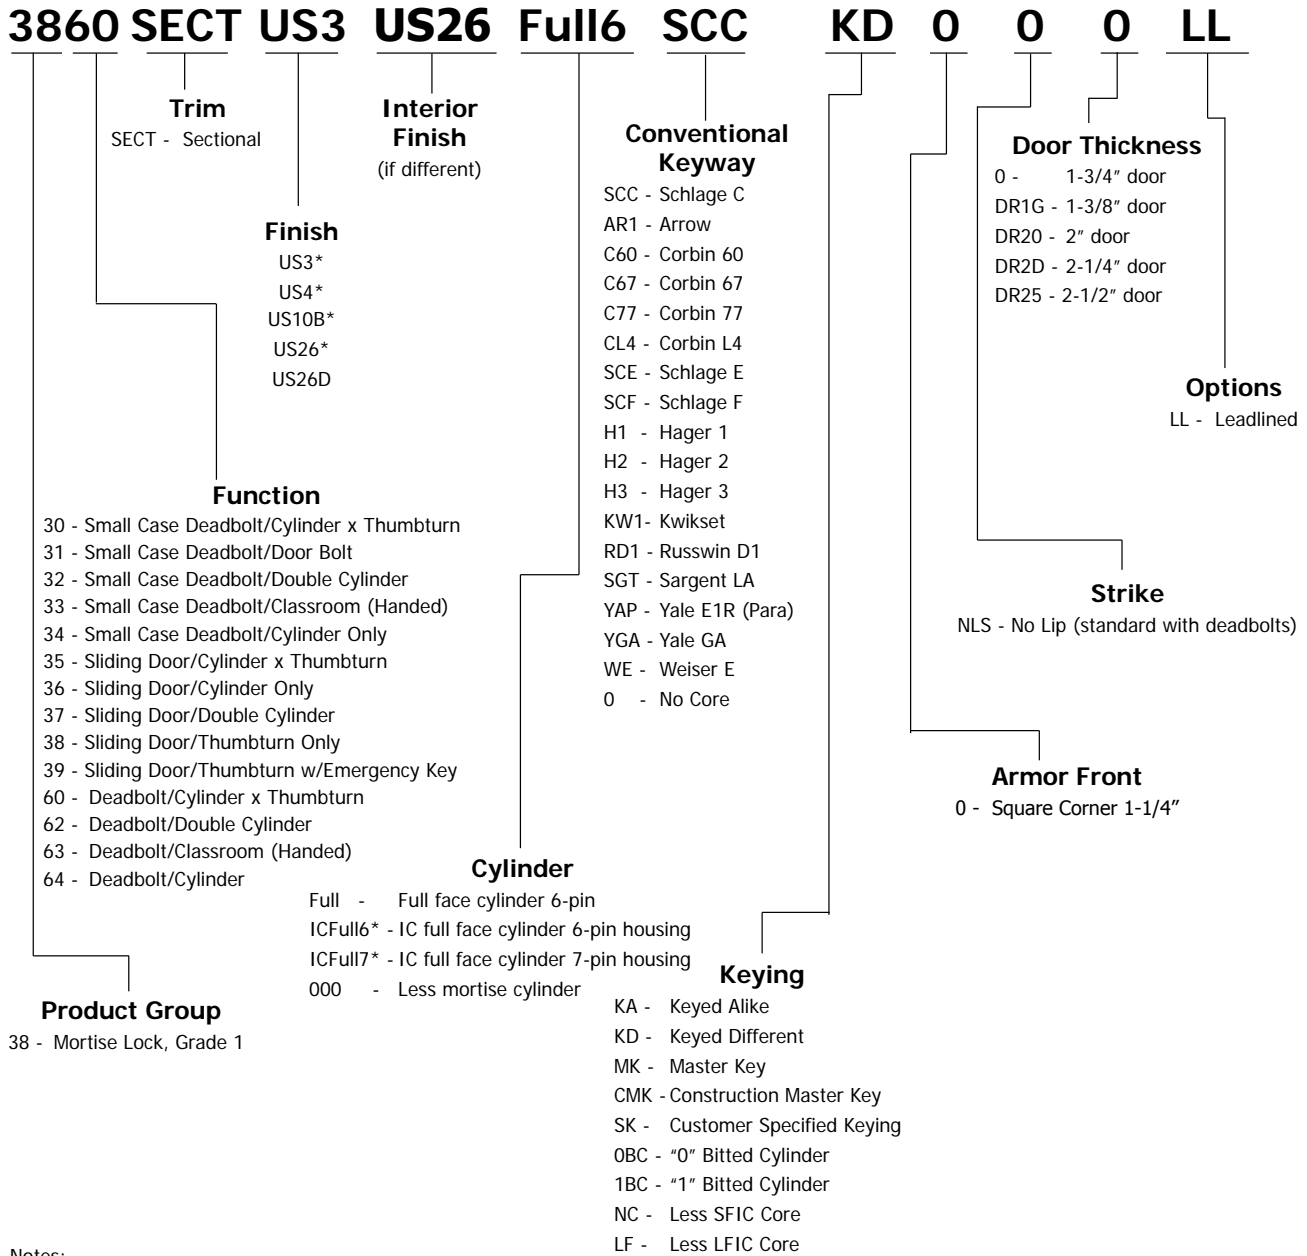 3860 SECT US3 US26 Full6 SCC KD 0 0 0 LL
Trim
SECT - Sectional
Interior
Finish
(if different)
Finish
US3*
US4*
US10B*
US26*
US26D
Conventional
Keyway
SCC - Schlage C
AR1 - Arrow
C60 - Corbin 60
C67 - Corbin 67
C77 - Corbin 77
CL4 - Corbin L4
SCE - Schlage E
SCF - Schlage F
H1 - Hager 1
H2 - Hager 2
H3 - Hager 3
KW1- Kwikset
RD1 - Russwin D1
SGT - Sargent LA
YAP - Yale E1R (Para)
YGA - Yale GA
WE - Weiser E
0 - No Core
Door Thickness
0 - 1-3/4" door
DR1G - 1-3/8" door
DR20 - 2" door
DR2D - 2-1/4" door
DR25 - 2-1/2" door
Options
LL - Leadlined
Function
30 - Small Case Deadbolt/Cylinder x Thumbturn
31 - Small Case Deadbolt/Door Bolt
32 - Small Case Deadbolt/Double Cylinder
33 - Small Case Deadbolt/Classroom (Handed)
34 - Small Case Deadbolt/Cylinder Only
35 - Sliding Door/Cylinder x Thumbturn
36 - Sliding Door/Cylinder Only
37 - Sliding Door/Double Cylinder
38 - Sliding Door/Thumbturn Only
39 - Sliding Door/Thumbturn w/Emergency Key
60 - Deadbolt/Cylinder x Thumbturn
62 - Deadbolt/Double Cylinder
63 - Deadbolt/Classroom (Handed)
64 - Deadbolt/Cylinder
Strike
NLS - No Lip (standard with deadbolts)
Armor Front
0 - Square Corner 1-1/4"
Cylinder
Full - Full face cylinder 6-pin
ICFull6* - IC full face cylinder 6-pin housing
ICFull7* - IC full face cylinder 7-pin housing
000 - Less mortise cylinder
Product Group
38 - Mortise Lock, Grade 1
Keying
KA - Keyed Alike
KD - Keyed Different
MK - Master Key
CMK - Construction Master Key
SK - Customer Specified Keying
0BC - "0" Bitted Cylinder
1BC - "1" Bitted Cylinder
NC - Less SFIC Core
LF - Less LFIC Core
Notes: